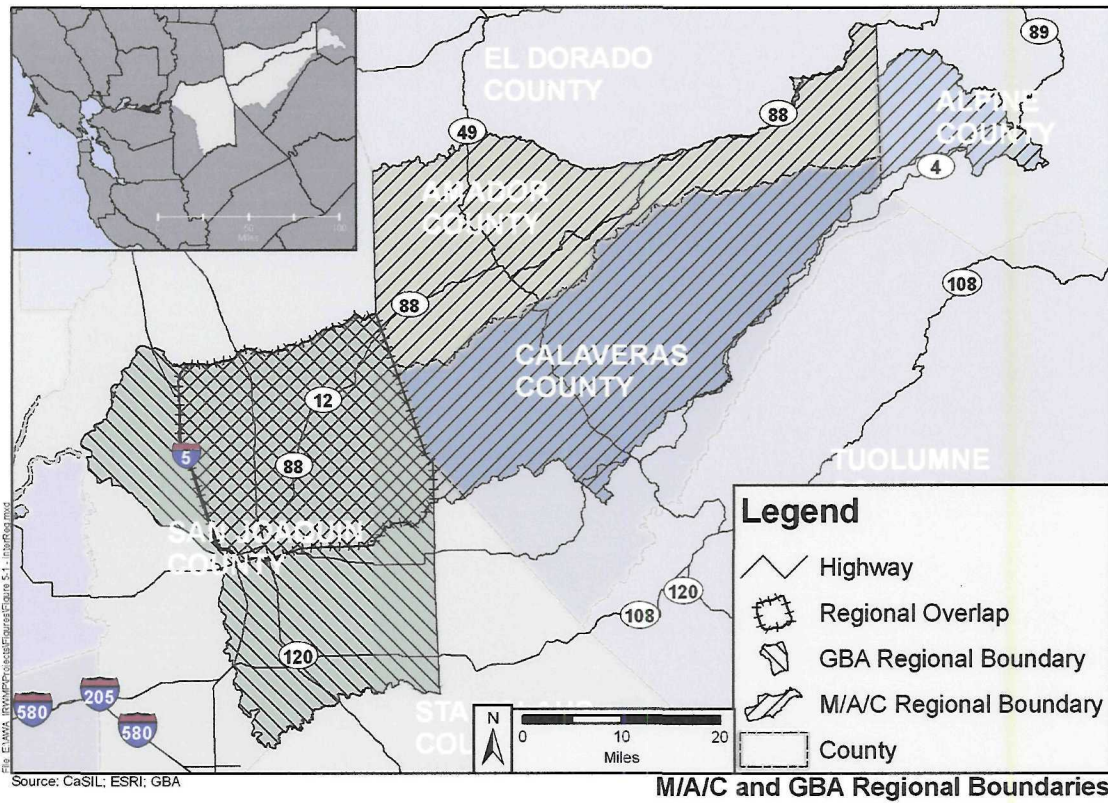 EL DORADO
COUNTY
89
ALPINE
COUNTY
88
49
4
AMADOR
COUNTY
108
88
CALAVERAS
COUNTY
12
5
88
TUOLUMNE
SAN JOAQUIN
COUNTY
120
108
120
205
580
580
N
0 10 20
Miles
Legend
Highway
Regional Overlap
GBA Regional Boundary
M/A/C Regional Boundary
County
Source: CaSIL; ESRI; GBA
M/A/C and GBA Regional Boundaries